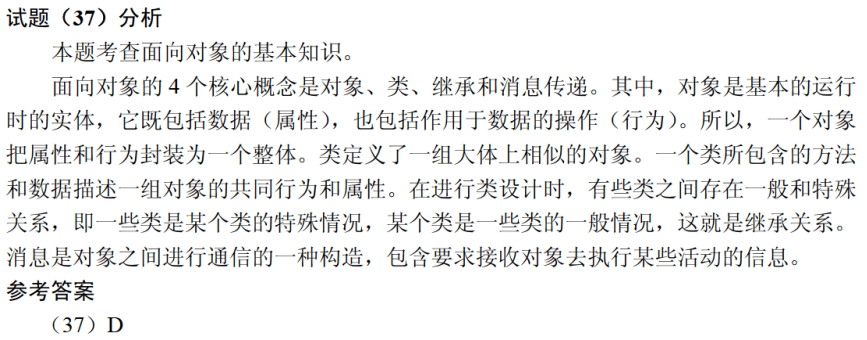 试题（37）分析
本题考查面向对象的基本知识。
面向对象的 4 个核心概念是对象、类、继承和消息传递。其中，对象是基本的运行
时的实体，它既包括数据（属性），也包括作用于数据的操作（行为）。所以，一个对象
把属性和行为封装为一个整体。类定义了一组大体上相似的对象。一个类所包含的方法
和数据描述一组对象的共同行为和属性。在进行类设计时，有些类之间存在一般和特殊
关系，即一些类是某个类的特殊情况，某个类是一些类的一般情况，这就是继承关系。
消息是对象之间进行通信的一种构造，包含要求接收对象去执行某些活动的信息。
参考答案
（37）D